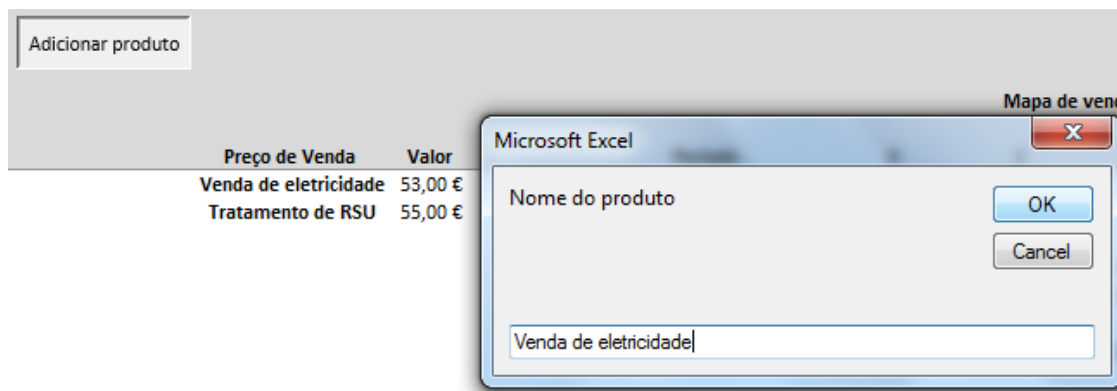 Adicionar produto
Mapa de
Microsoft Excel
Preço de Venda Valor
Venda de eletricidade 53,00 €
Tratamento de RSU 55,00 €
Nome do produto
OK
Cancel
Venda de eletricidade